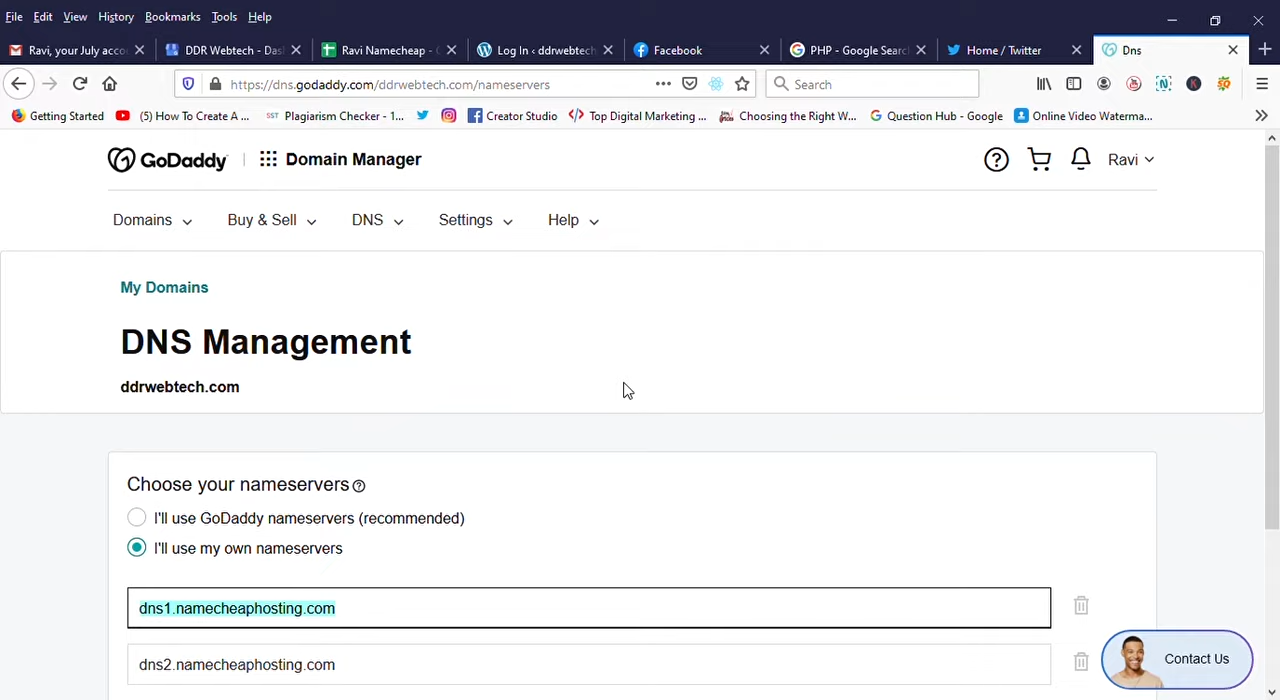 File Edit View History Bookmarks Tools Help
Ravi, your July acco
DDR Webtech - Das
Ravi Namecheap - G
Log In ‹ ddrwebtech
Facebook
PHP - Google Searc
Home / Twitter
Dns
https://dns.godaddy.com/ddrwebtech.com/nameservers
Search
Getting Started
(5) How To Create A ...
SST Plagiarism Checker - 1...
Creator Studio
Top Digital Marketing ...
Choosing the Right W...
Question Hub - Google
Online Video Waterma...
GoDaddy
Domain Manager
Ravi
Domains Buy & Sell DNS Settings Help
My Domains
DNS Management
ddrwebtech.com
Choose your nameservers
I'll use GoDaddy nameservers (recommended)
I'll use my own nameservers
dns1.namecheaphosting.com
dns2.namecheaphosting.com
Contact Us